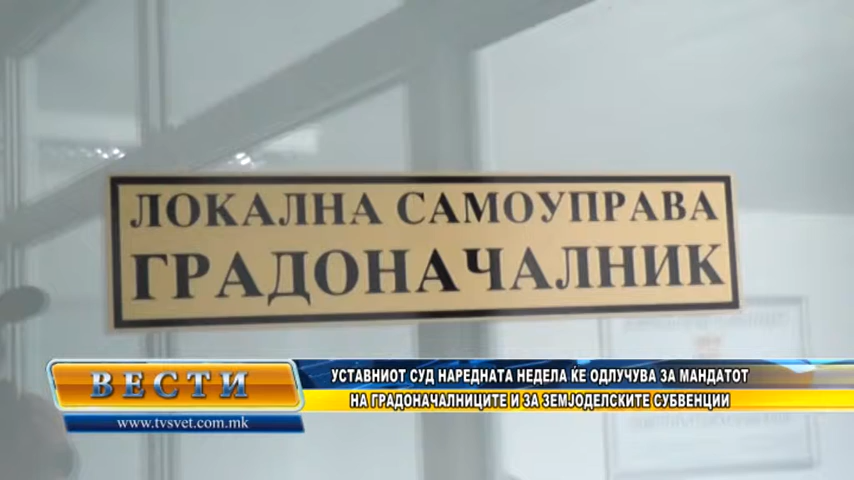 ЛОКАЛНА САМОУПРАВА
ГРАДОНАЧАЛНИК
ВЕСТИ
www.tvsvet.com.mk
УСТАВНИОТ СУД НАРЕДНАТА НЕДЕЛА ЌЕ ОДЛУЧУВА ЗА МАНДАТОТ
НА ГРАДОНАЧАЛНИЦИТЕ И ЗА ЗЕМЈОДЕЛСКИТЕ СУБВЕНЦИИ